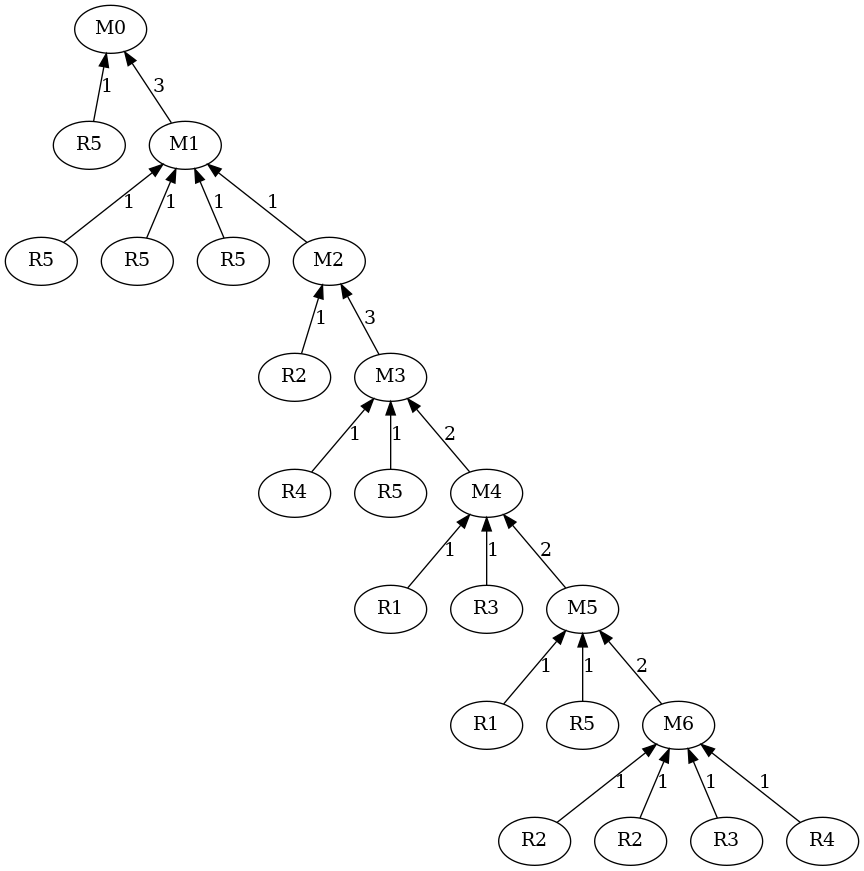 M0
1 3
R5 M1
1 1 1 1
R5 R5 R5 M2
1 3
R2 M3
1 1 2
R4 R5 M4
1 1 2
R1 R3 M5
1 1 2
R1 R5 M6
1 1 1 1
R2 R2 R3 R4